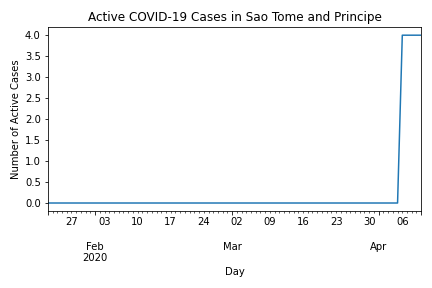 Active COVID-19 Cases in Sao Tome and Principe
4.0
3.5
3.0
2.5
2.0
1.5
1.0
0.5
0.0
Number of Active Cases
27 03 10 17 24 02 09 16 23 30 06
Feb Mar Apr
2020
Day